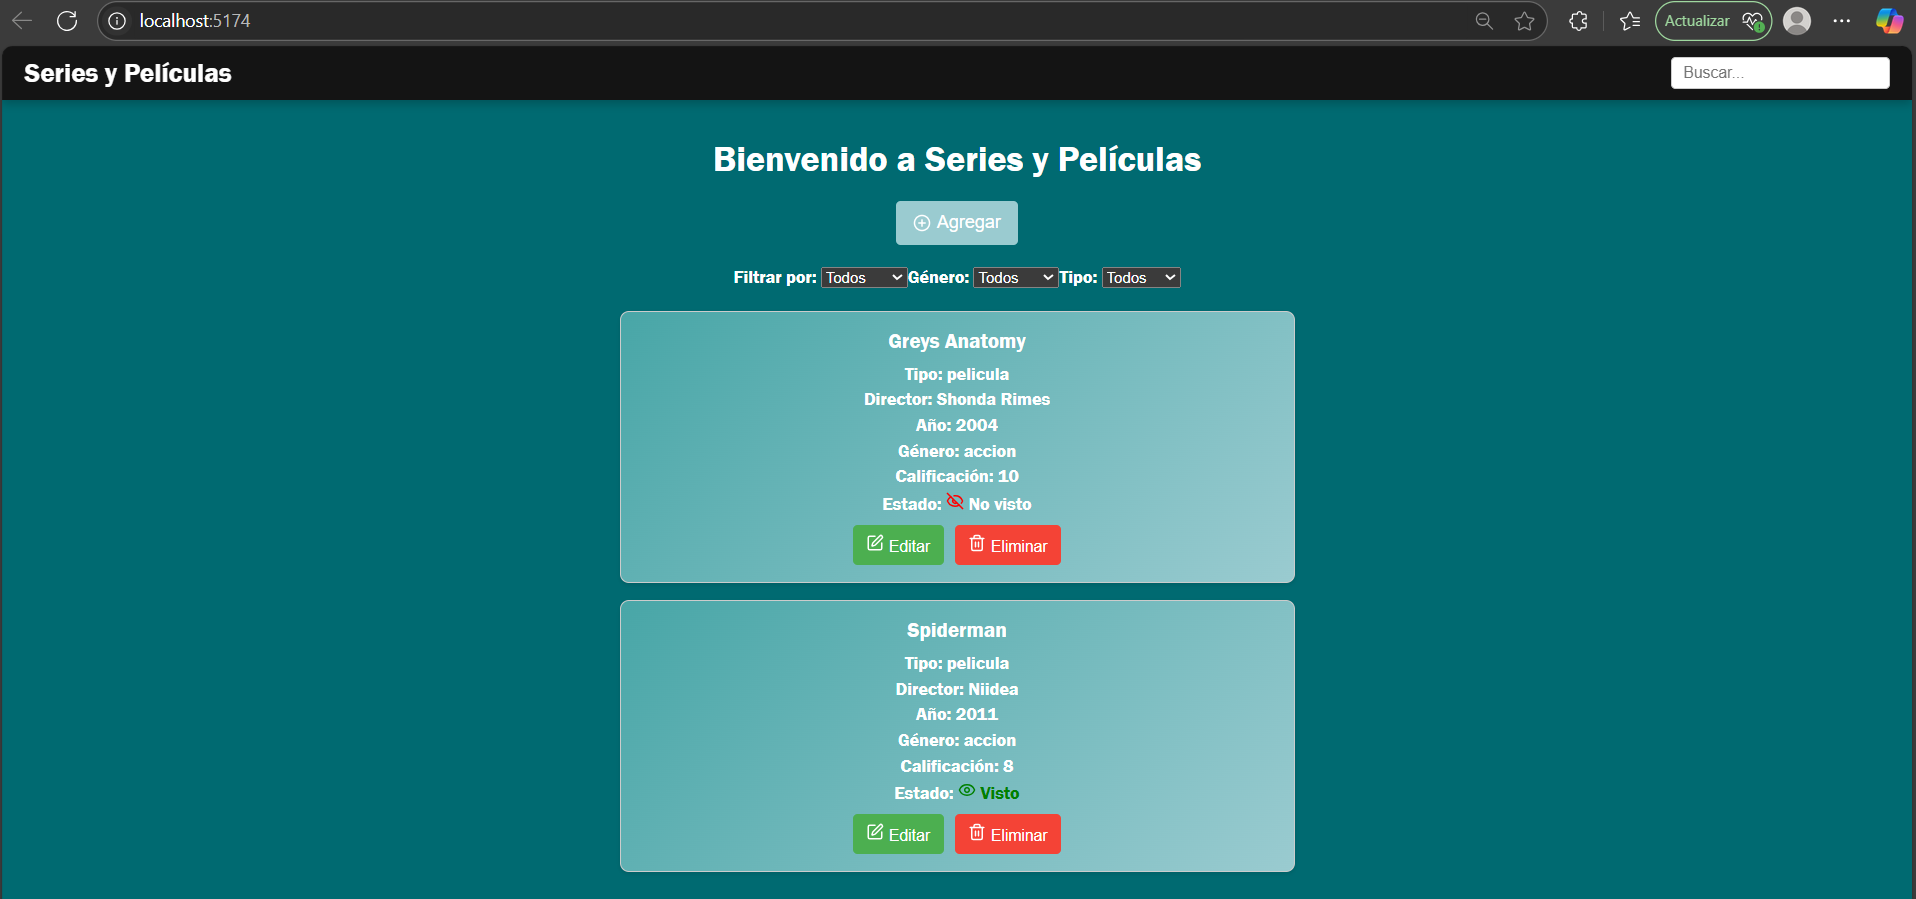 localhost:5174
Actualizar
Series y Películas
Buscar...
Bienvenido a Series y Películas
Agregar
Filtrar por: Todos Género: Todos Tipo: Todos
Greys Anatomy
Tipo: pelicula
Director: Shonda Rimes
Año: 2004
Género: accion
Calificación: 10
Estado: No visto
Editar Eliminar
Spiderman
Tipo: pelicula
Director: Niidea
Año: 2011
Género: accion
Calificación: 8
Estado: Visto
Editar Eliminar